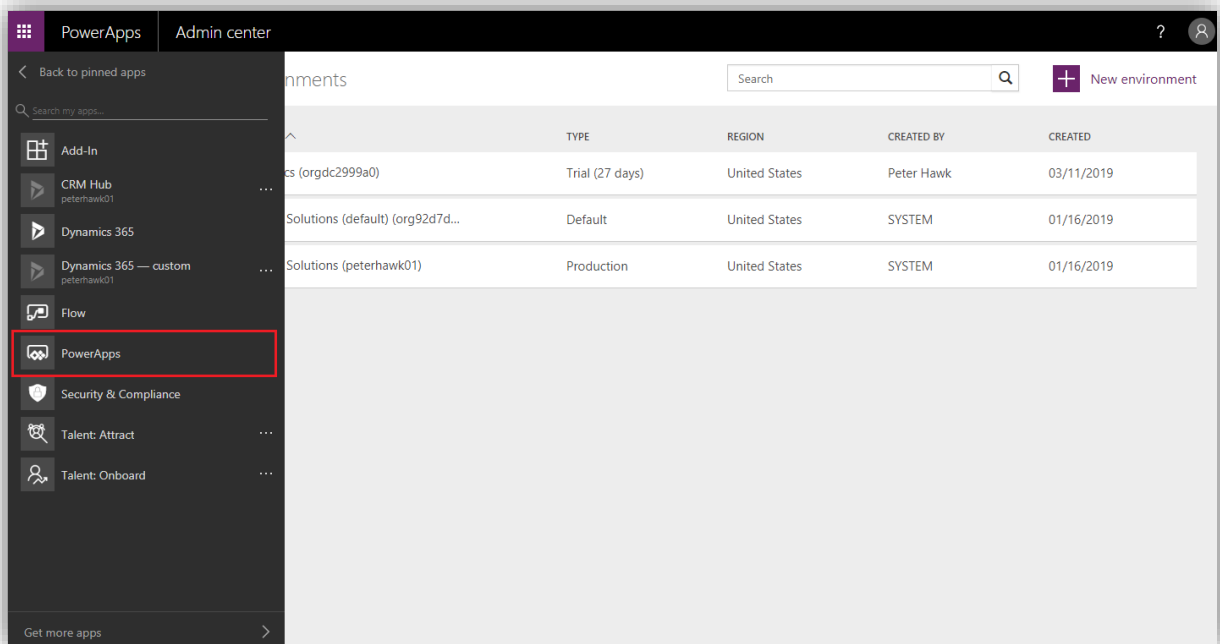 PowerApps Admin center ?
Back to pinned apps
Search my apps...
Add-In
CRM Hub
peterhawk01
Dynamics 365
Dynamics 365 — custom
peterhawk01
Flow
PowerApps
Security & Compliance
Talent: Attract
Talent: Onboard
Get more apps
nments
Search
New environment
TYPE REGION CREATED BY CREATED
cs (orgdc2999a0) Trial (27 days) United States Peter Hawk 03/11/2019
Solutions (default) (org92d7d... Default United States SYSTEM 01/16/2019
Solutions (peterhawk01) Production United States SYSTEM 01/16/2019